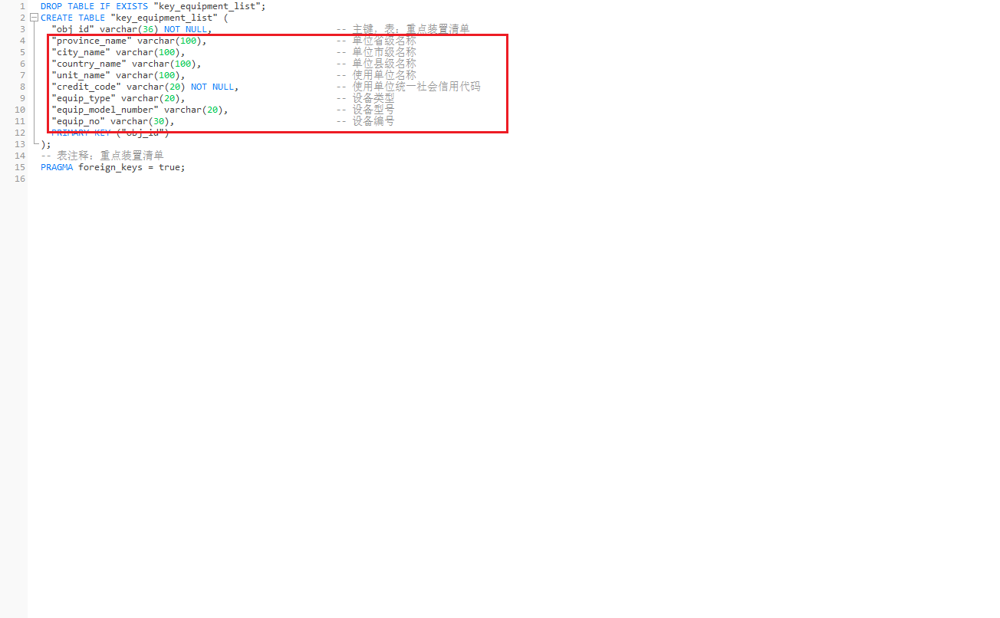 1 DROP TABLE IF EXISTS "key_equipment_list";
2 CREATE TABLE "key_equipment_list" (
3 "obj_id" varchar(36) NOT NULL, -- 主键，表：重点装置清单
4 "province_name" varchar(100), -- 单位省级名称
5 "city_name" varchar(100), -- 单位市级名称
6 "country_name" varchar(100), -- 单位县级名称
7 "unit_name" varchar(100), -- 使用单位名称
8 "credit_code" varchar(20) NOT NULL, -- 使用单位统一社会信用代码
9 "equip_type" varchar(20), -- 设备类型
10 "equip_model_number" varchar(20), -- 设备型号
11 "equip_no" varchar(30), -- 设备编号
12 PRIMARY KEY ("obj_id")
13 );
14 -- 表注释：重点装置清单
15 PRAGMA foreign_keys = true;
16